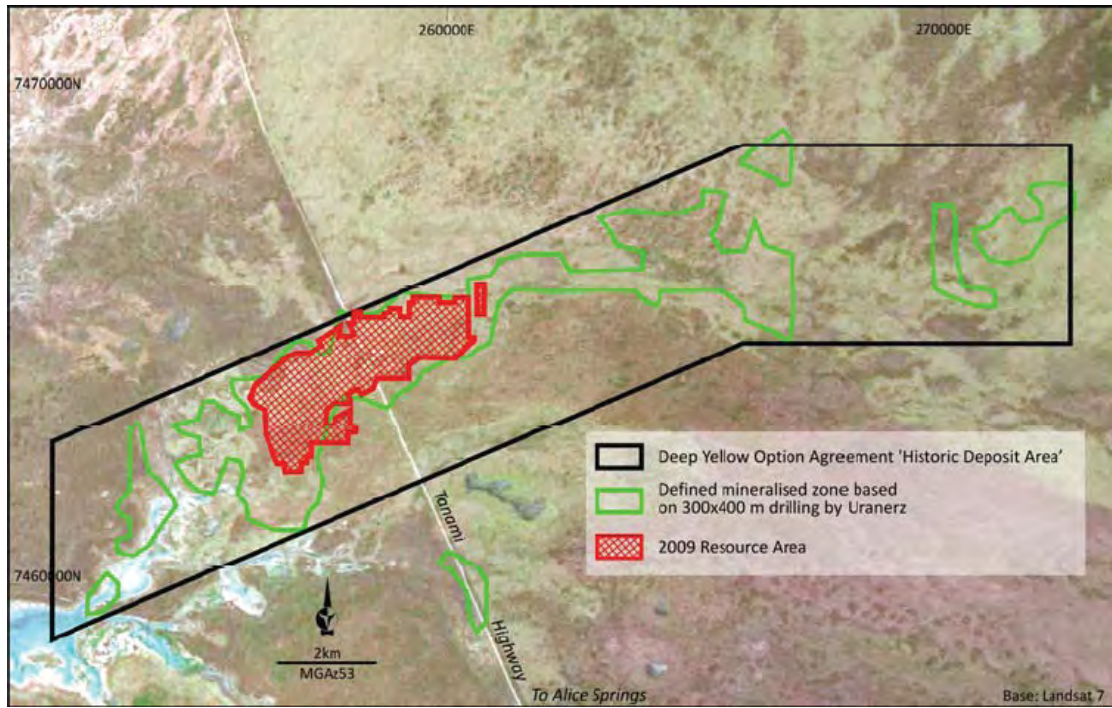 260000E
270000E
7470000N
Deep Yellow Option Agreement 'Historic Deposit Area'
Defined mineralised zone based
on 300x400 m drilling by Uranerz
2009 Resource Area
Tanami
Highway
7460000N
2km
MGAz53
To Alice Springs
Base: Landsat 7